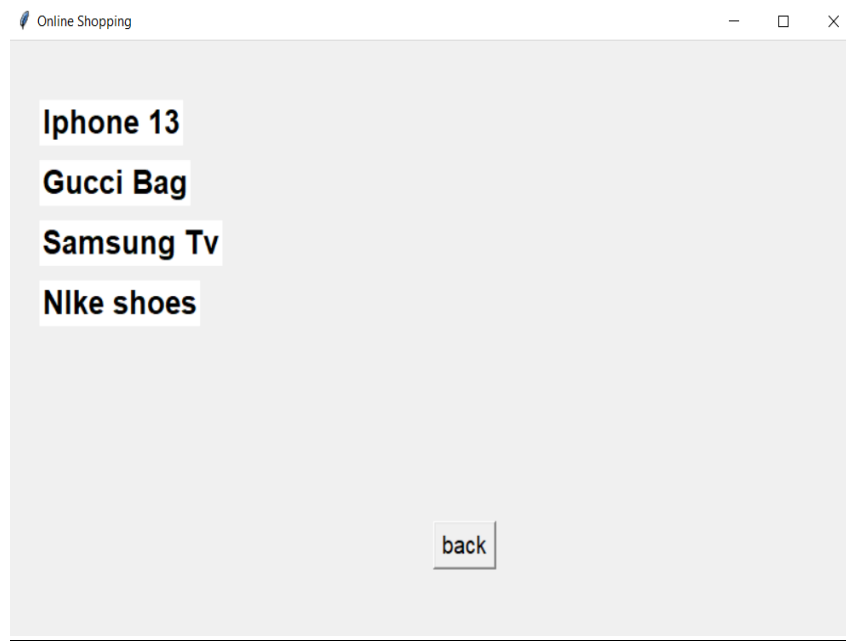 Online Shopping
Iphone 13
Gucci Bag
Samsung Tv
NIke shoes
back